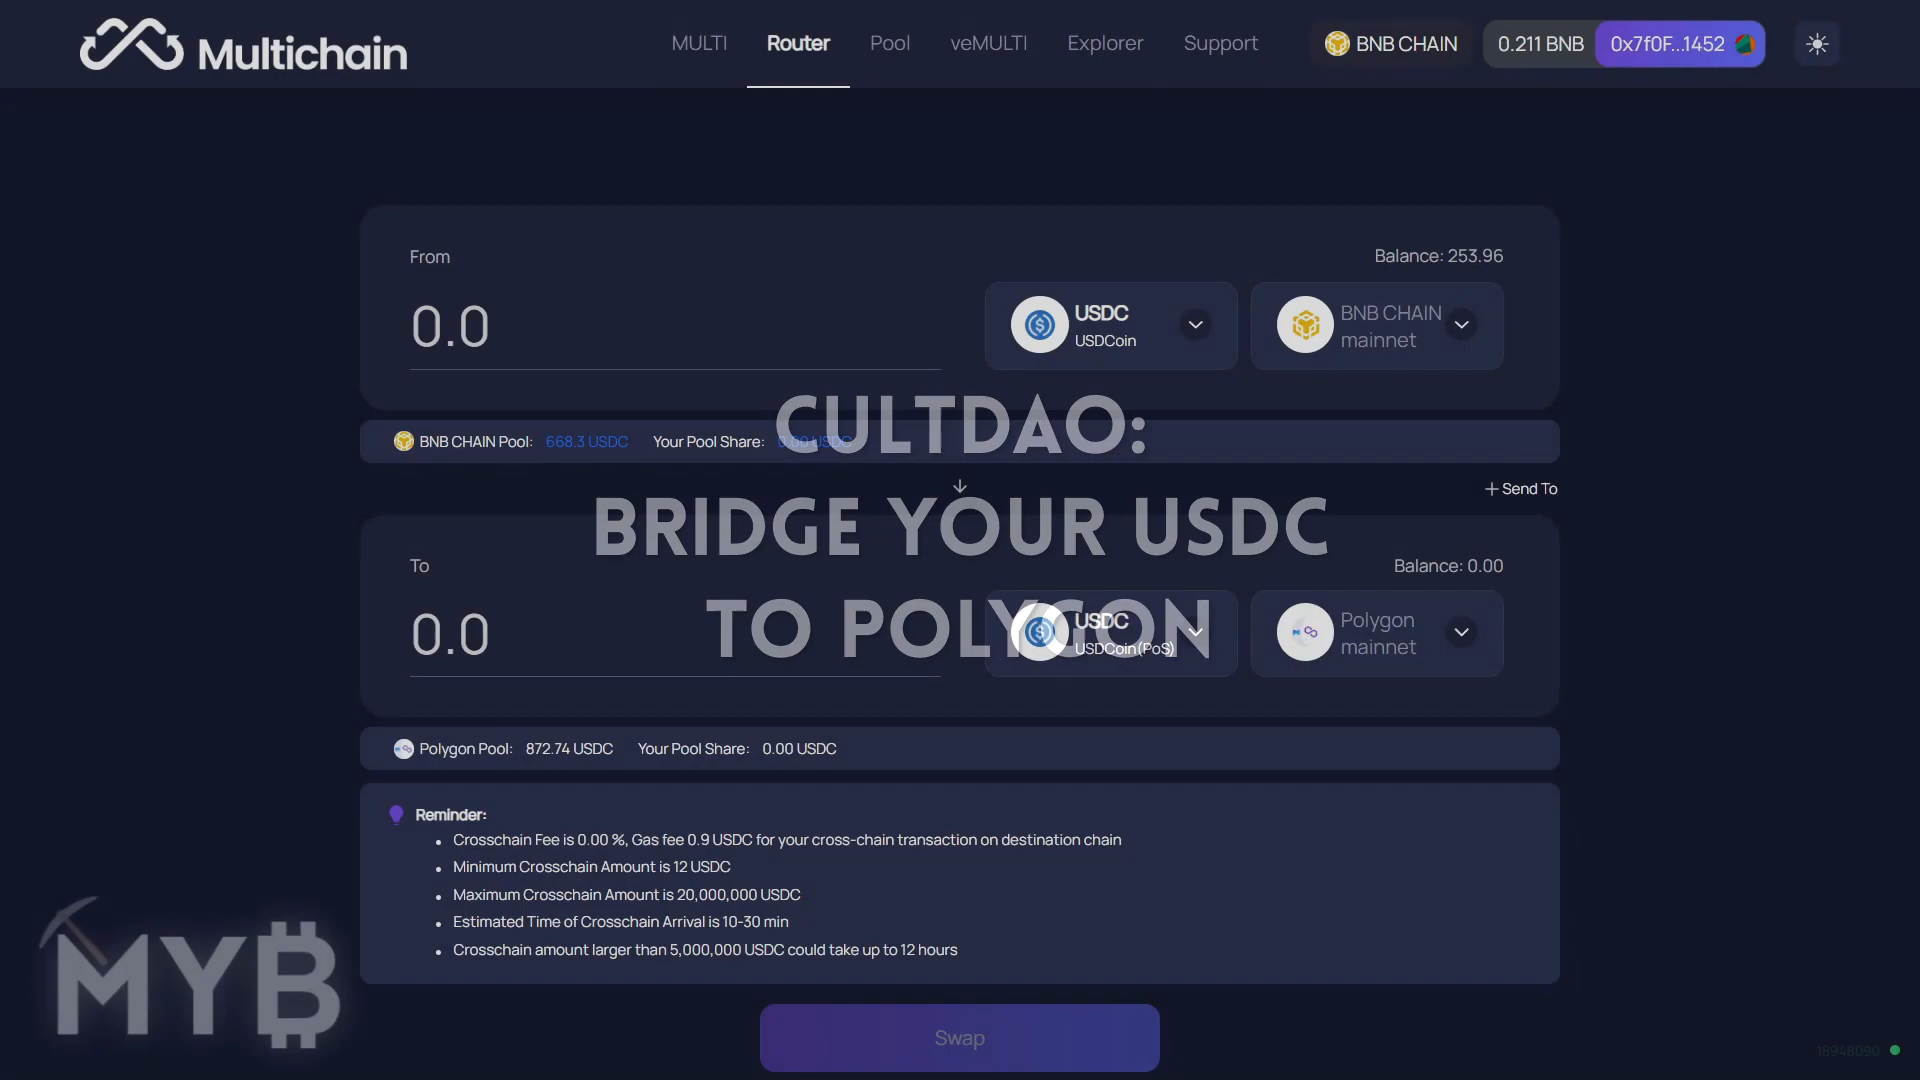 Multichain
MULTI Router Pool veMULTI Explorer Support BNB CHAIN 0.211 BNB 0x7f0F...1452
From
Balance: 253.96
0.0
USDC
USDCoin
BNB CHAIN
mainnet
CULTDAO:
BNB CHAIN Pool: 668.3 USDC Your Pool Share: 0.00 USDC
Send To
BRIDGE YOUR USDC
To
Balance: 0.00
TO POLYGON
0.0
USDC
USDCoin(PoS)
Polygon
mainnet
Polygon Pool: 872.74 USDC Your Pool Share: 0.00 USDC
Reminder:
Crosschain Fee is 0.00 %, Gas fee 0.9 USDC for your cross-chain transaction on destination chain
Minimum Crosschain Amount is 12 USDC
Maximum Crosschain Amount is 20,000,000 USDC
Estimated Time of Crosschain Arrival is 10-30 min
Crosschain amount larger than 5,000,000 USDC could take up to 12 hours
MYB
Swap
18948090